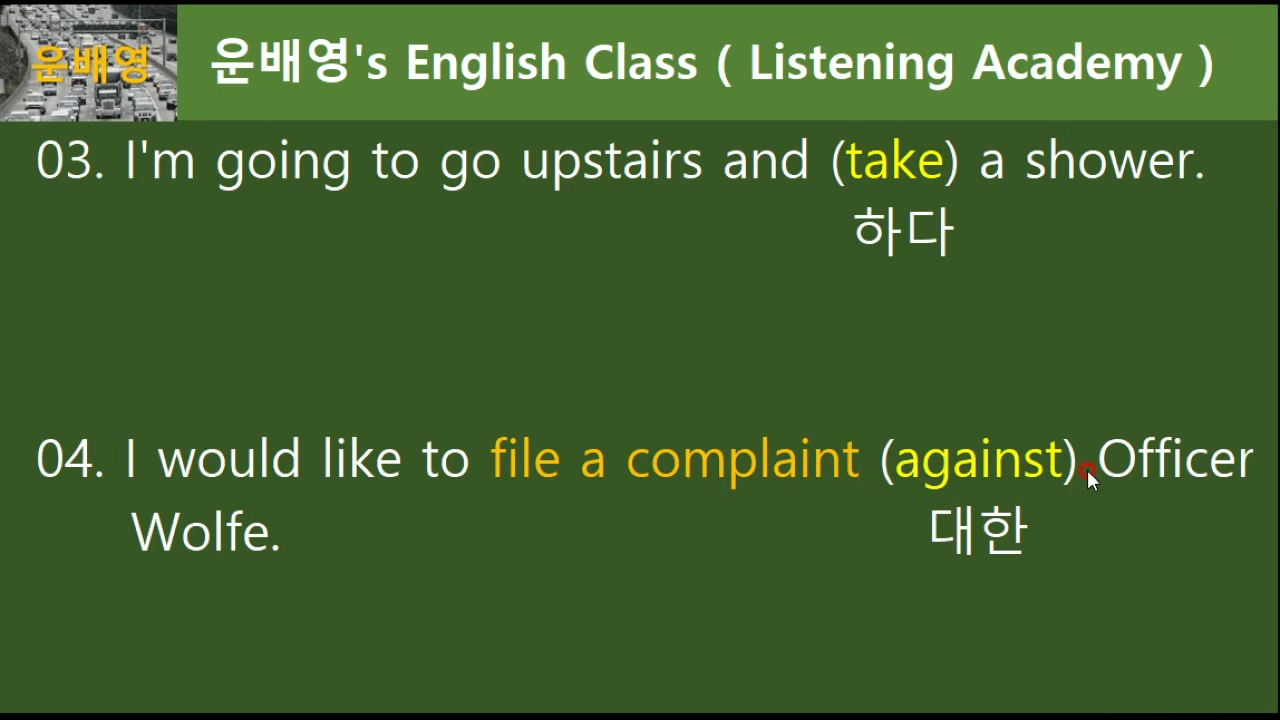 운배영
운배영's English Class ( Listening Academy )
03. I'm going to go upstairs and (take) a shower.
하다
04. I would like to file a complaint (against) Officer
Wolfe.
대한